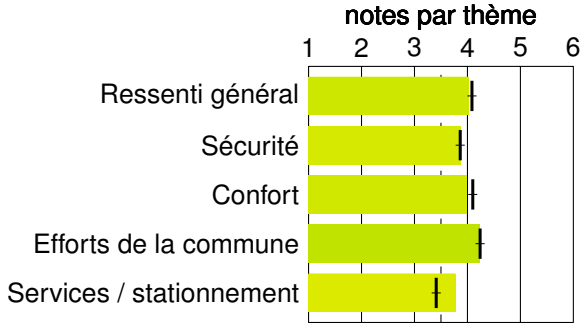 notes par thème
1 2 3 4 5 6
Ressenti général
Sécurité
Confort
Efforts de la commune
Services / stationnement